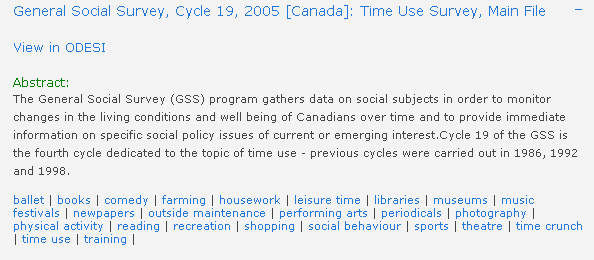 General Social Survey, Cycle 19, 2005 [Canada]: Time Use Survey, Main File –
View in ODESI
Abstract:
The General Social Survey (GSS) program gathers data on social subjects in order to monitor
changes in the living conditions and well being of Canadians over time and to provide immediate
information on specific social policy issues of current or emerging interest.Cycle 19 of the GSS is
the fourth cycle dedicated to the topic of time use - previous cycles were carried out in 1986, 1992
and 1998.
ballet | books | comedy | farming | housework | leisure time | libraries | museums | music
festivals | newpapers | outside maintenance | performing arts | periodicals | photography |
physical activity | reading | recreation | shopping | social behaviour | sports | theatre | time crunch
| time use | training |